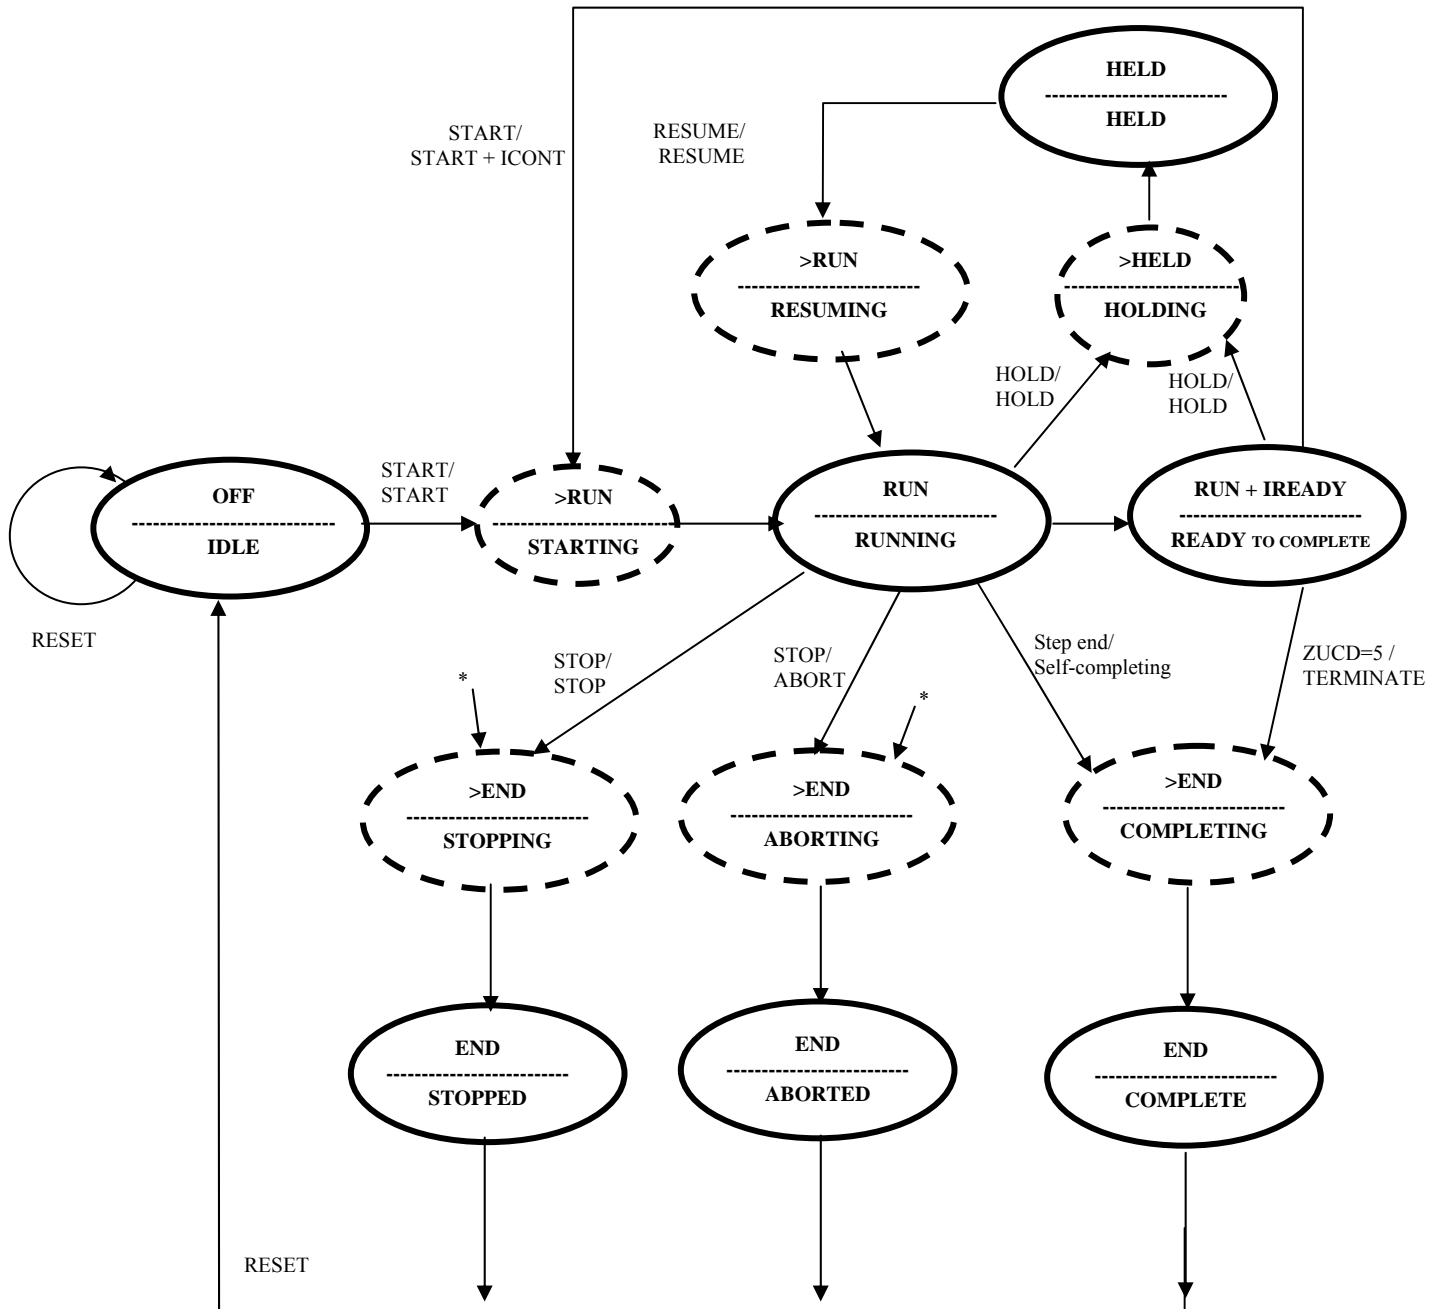 HELD
----------------------------
HELD
START/
START + ICONT
RESUME/
RESUME
>RUN
----------------------------
RESUMING
>HELD
----------------------------
HOLDING
HOLD/
HOLD
HOLD/
HOLD
OFF
--------------------------------
IDLE
START/
START
>RUN
----------------------------
STARTING
RUN
----------------------------
RUNNING
RUN + IREADY
----------------------------
READY TO COMPLETE
RESET
STOP/
STOP
STOP/
ABORT
Step end/
Self-completing
ZUCD=5 /
TERMINATE
*
*
>END
----------------------------
STOPPING
>END
----------------------------
ABORTING
>END
----------------------------
COMPLETING
END
----------------------------
STOPPED
END
----------------------------
ABORTED
END
----------------------------
COMPLETE
RESET